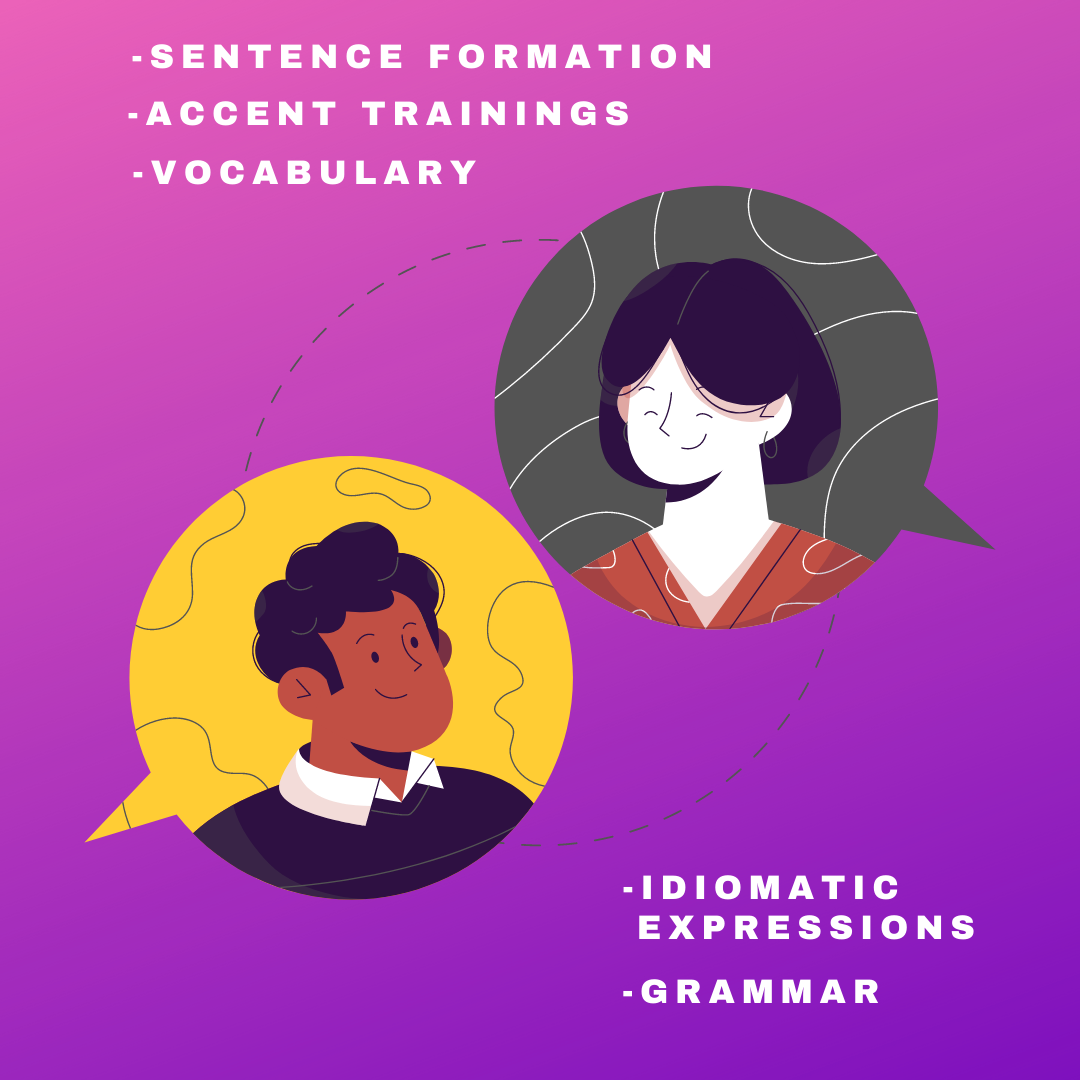 -SENTENCE FORMATION
-ACCENT TRAININGS
-VOCABULARY
-IDIOMATIC
EXPRESSIONS
-GRAMMAR